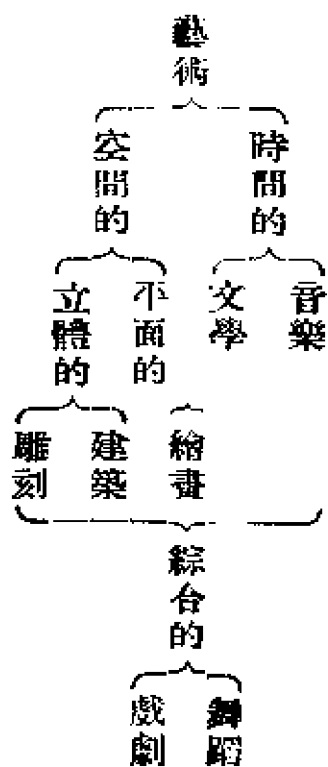 藝術
時間的
空間的
音樂
文學
平面的
立體的
繪畫
建築
雕刻
綜合的
舞蹈
戲劇